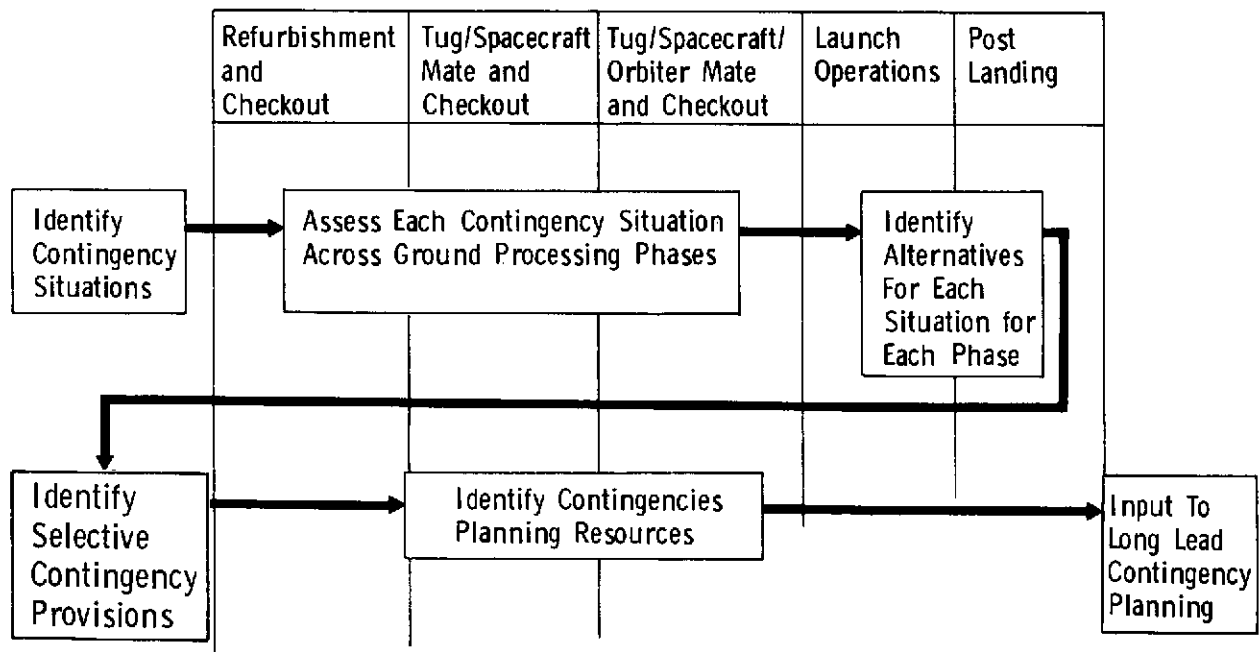 Refurbishment
and
Checkout
Tug/Spacecraft
Mate and
Checkout
Tug/Spacecraft/
Orbiter Mate
and Checkout
Launch
Operations
Post
Landing
Identify
Contingency
Situations
Assess Each Contingency Situation
Across Ground Processing Phases
Identify
Alternatives
For Each
Situation for
Each Phase
Identify
Selective
Contingency
Provisions
Identify Contingencies
Planning Resources
Input To
Long Lead
Contingency
Planning